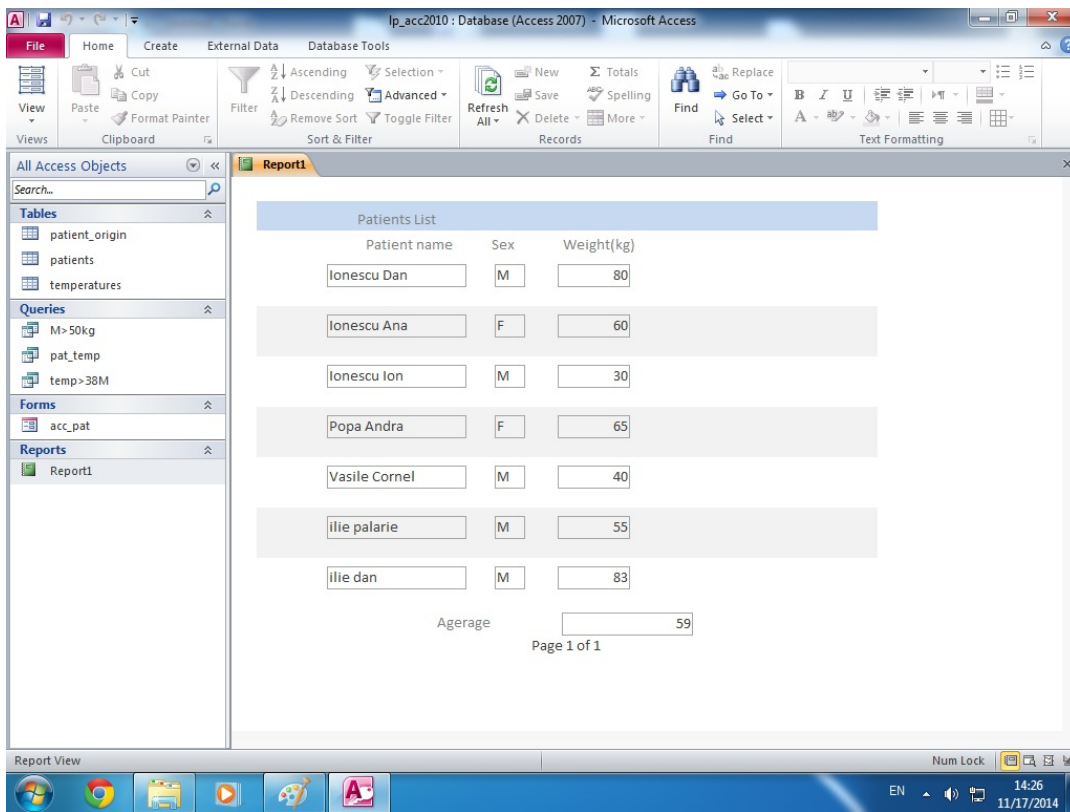 lp_acc2010 : Database (Access 2007) - Microsoft Access
File Home Create External Data Database Tools
View
Views
Paste
Cut
Copy
Format Painter
Clipboard
Filter
Ascending
Descending
Remove Sort
Selection
Advanced
Toggle Filter
Sort & Filter
Refresh All
New
Save
Delete
Totals
Spelling
More
Records
Find
Replace
Go To
Select
Find
B I U
A
Text Formatting
All Access Objects
Search...
Tables
patient_origin
patients
temperatures
Queries
M>50kg
pat_temp
temp>38M
Forms
acc_pat
Reports
Report1
Report1
Patients List
Patient name Sex Weight(kg)
Ionescu Dan M 80
Ionescu Ana F 60
Ionescu Ion M 30
Popa Andra F 65
Vasile Cornel M 40
ilie palarie M 55
ilie dan M 83
Agerage 59
Page 1 of 1
Report View Num Lock
EN 14:26
11/17/2014